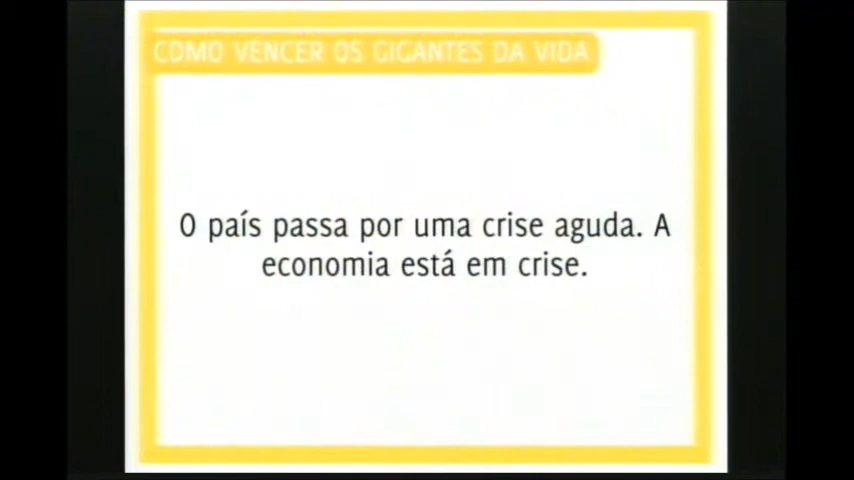 COMO VENCER OS GIGANTES DA VIDA
O país passa por uma crise aguda. A
economia está em crise.